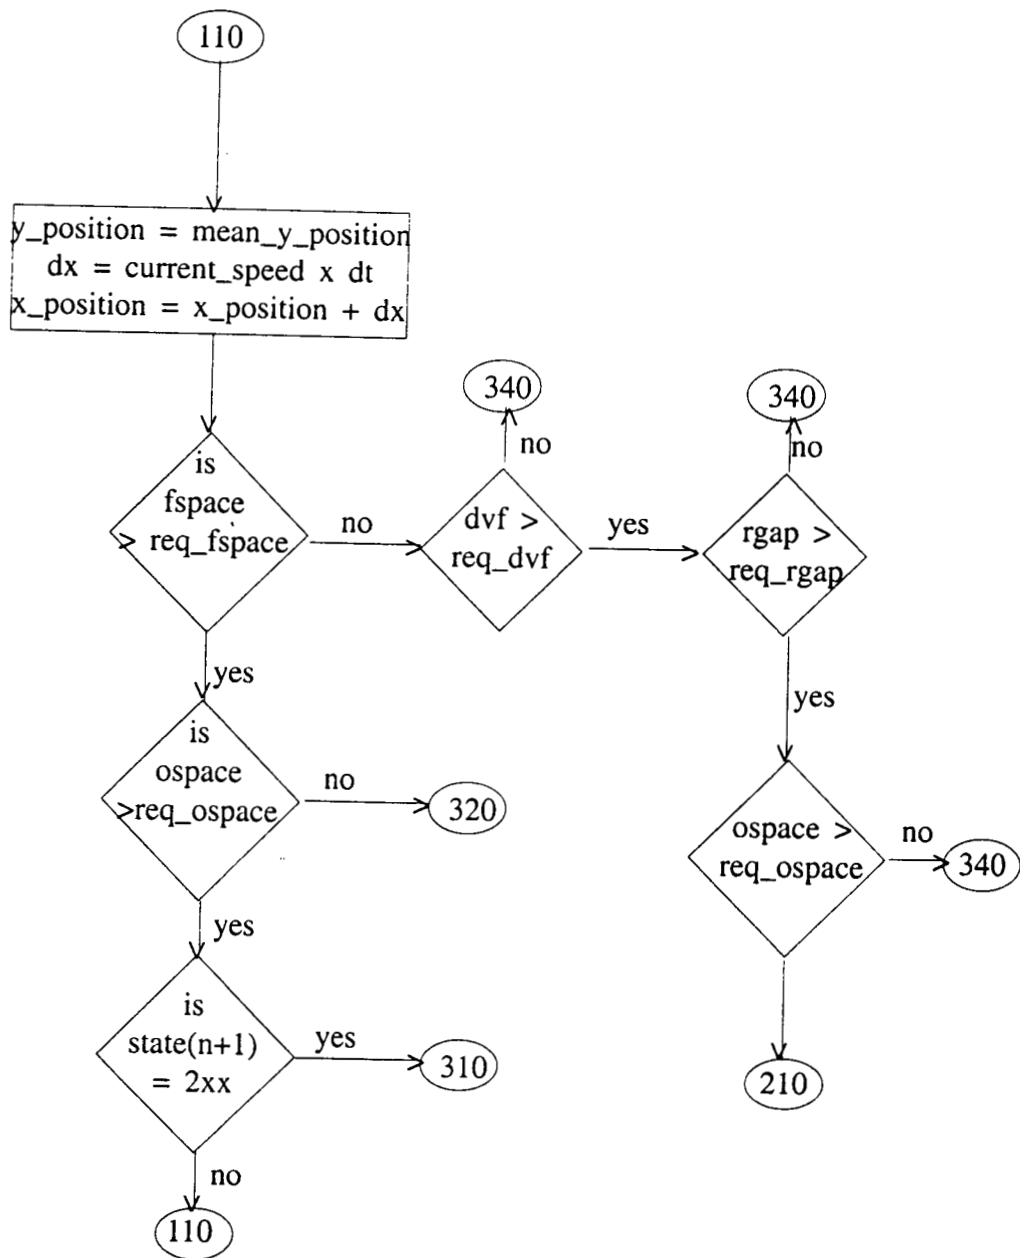 110
y_position = mean_y_position
dx = current_speed x dt
x_position = x_position + dx
340
340
no
no
is
fspace
> req_fspace
no
dvf >
req_dvf
yes
rgap >
req_rgap
yes
yes
is
ospace
>req_ospace
no
320
ospace >
req_ospace
no
340
yes
is
state(n+1)
= 2xx
yes
310
210
no
110